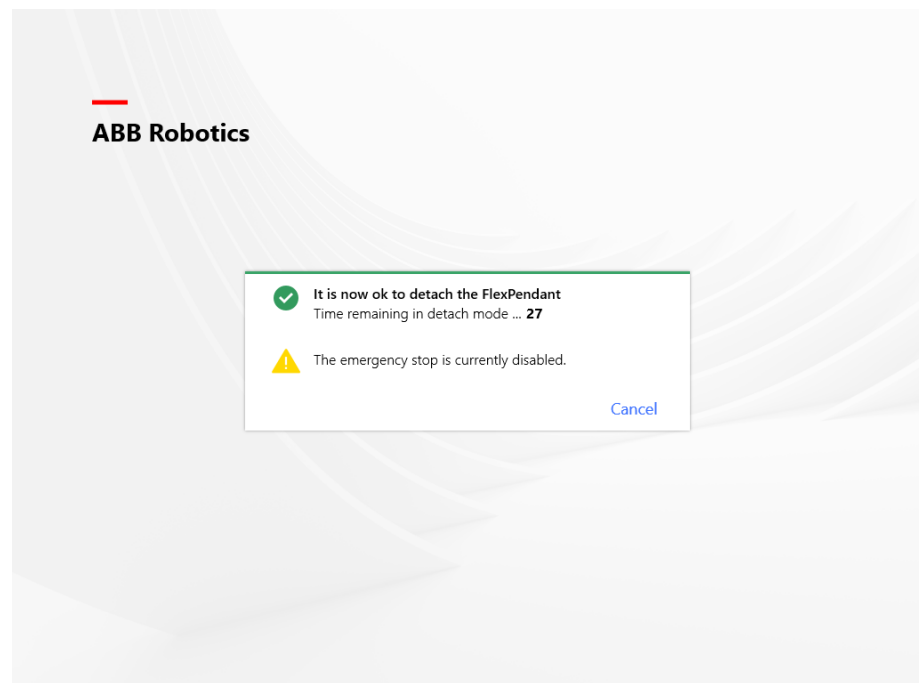 ABB Robotics
It is now ok to detach the FlexPendant
Time remaining in detach mode ... 27
The emergency stop is currently disabled.
Cancel